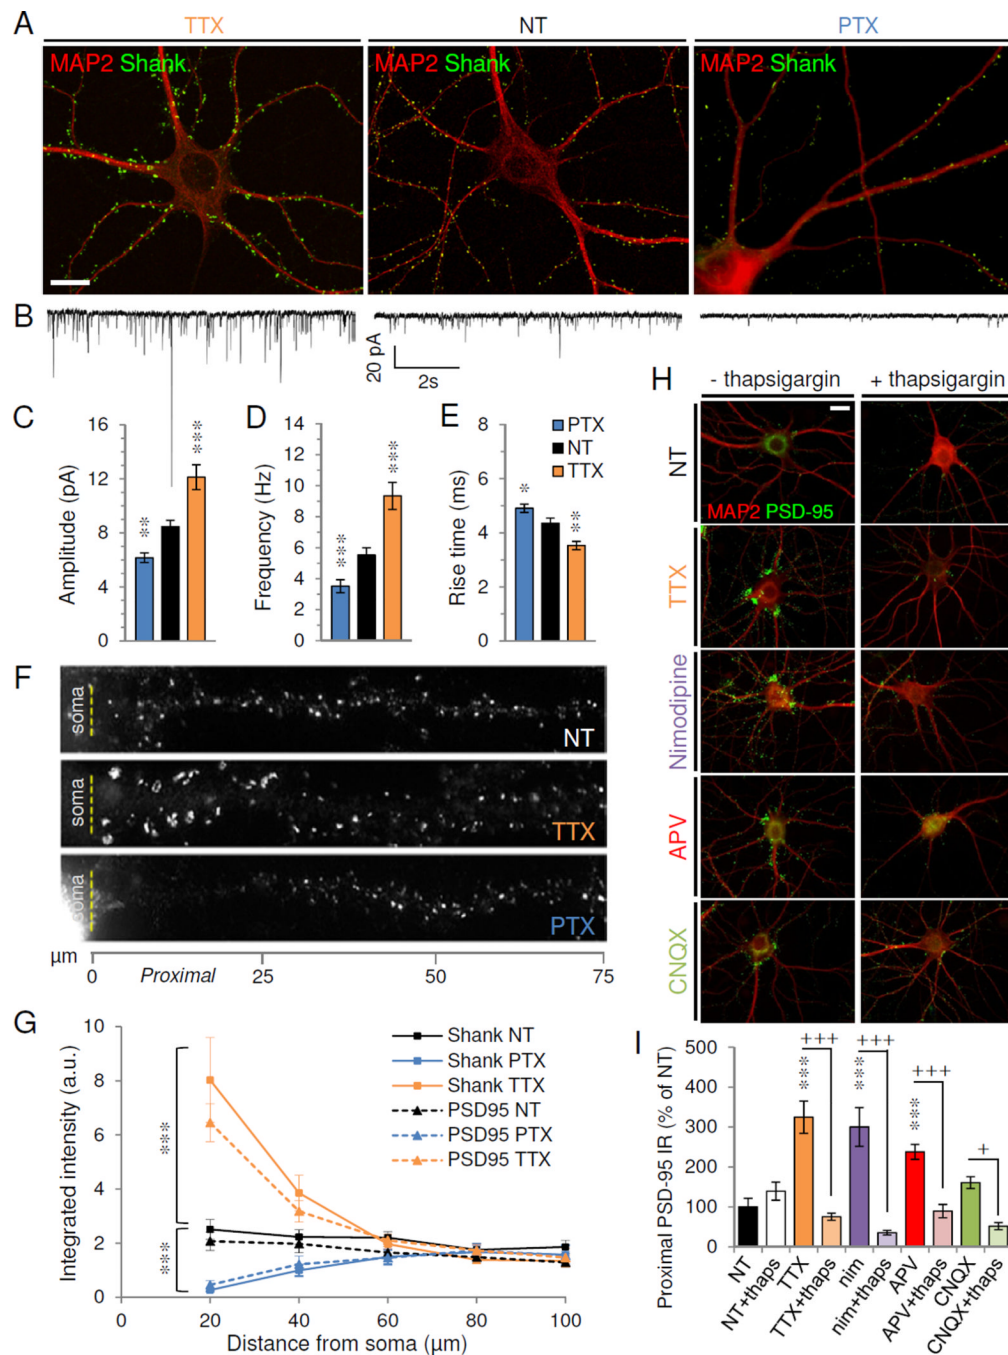 A
TTX
NT
PTX
MAP2 Shank
MAP2 Shank
MAP2 Shank
B
20 pA
2s
C
Amplitude (pA)
16
12
8
4
0
**
***
D
Frequency (Hz)
14
12
10
8
6
4
2
0
***
***
E
Rise time (ms)
8
6
4
2
0
*
**
PTX
NT
TTX
F
soma
NT
soma
TTX
soma
PTX
µm
0
Proximal
25
50
75
G
Integrated intensity (a.u.)
10
8
6
4
2
0
***
***
Shank NT
Shank PTX
Shank TTX
PSD95 NT
PSD95 PTX
PSD95 TTX
0
20
40
60
80
100
Distance from soma (µm)
H
- thapsigargin
+ thapsigargin
NT
MAP2 PSD-95
TTX
Nimodipine
APV
CNQX
I
Proximal PSD-95 IR (% of NT)
500
400
300
200
100
0
***
+++
***
+++
***
+++
+
NT
NT+thaps
TTX
TTX+thaps
nim
nim+thaps
APV
APV+thaps
CNQX
CNQX+thaps